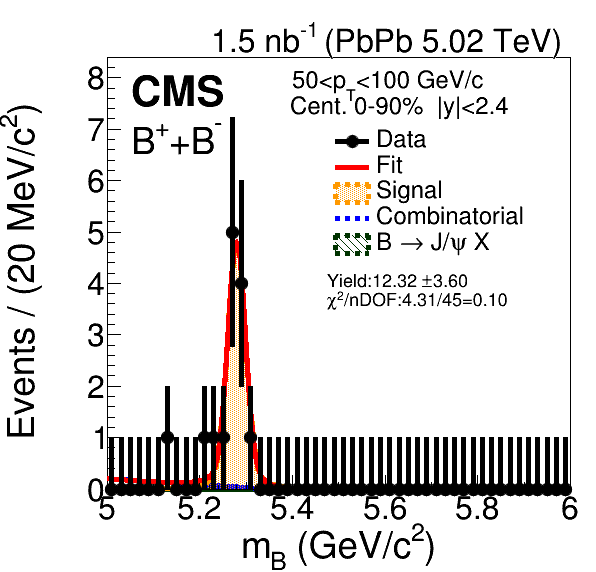 1.5 nb⁻¹ (PbPb 5.02 TeV)
CMS
B⁺+B⁻
50<p_T<100 GeV/c
Cent. 0-90% |y|<2.4
Data
Fit
Signal
Combinatorial
B → J/ψ X
Yield:12.32 ±3.60
χ²/nDOF:4.31/45=0.10
Events / (20 MeV/c²)
8
7
6
5
4
3
2
1
0
5 5.2 5.4 5.6 5.8 6
m_B (GeV/c²)